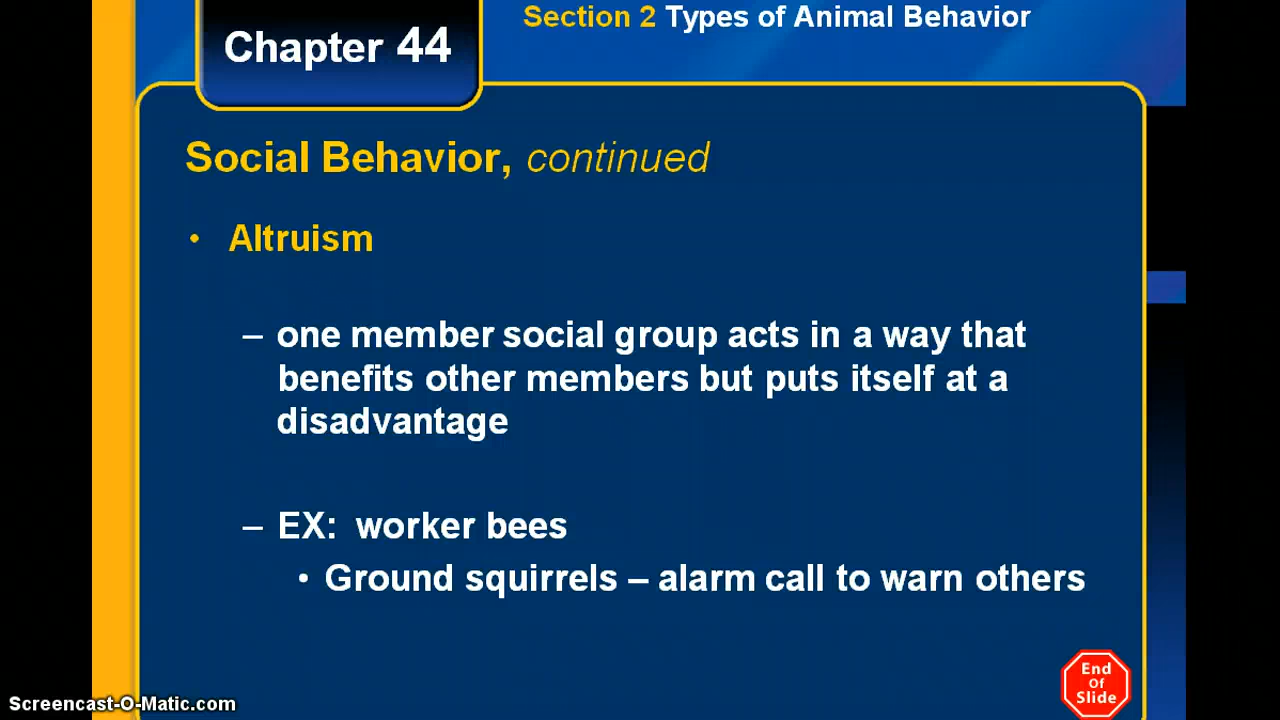 Section 2 Types of Animal Behavior
Chapter 44
Social Behavior, continued
• Altruism
– one member social group acts in a way that
benefits other members but puts itself at a
disadvantage
– EX: worker bees
• Ground squirrels – alarm call to warn others
End
Of
Slide
Screencast-O-Matic.com